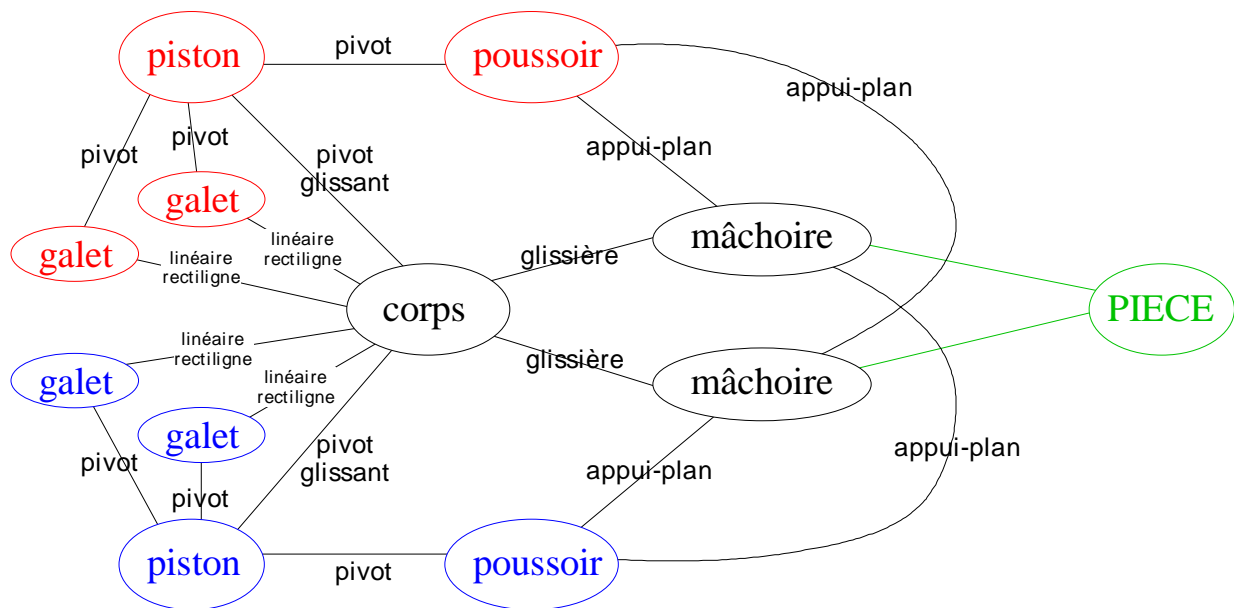 piston
pivot
poussoir
appui-plan
pivot
pivot
pivot
glissant
appui-plan
galet
galet
linéaire
rectiligne
linéaire
rectiligne
glissière
mâchoire
corps
PIECE
linéaire
rectiligne
glissière
mâchoire
galet
linéaire
rectiligne
galet
pivot
glissant
pivot
appui-plan
appui-plan
pivot
piston
pivot
poussoir